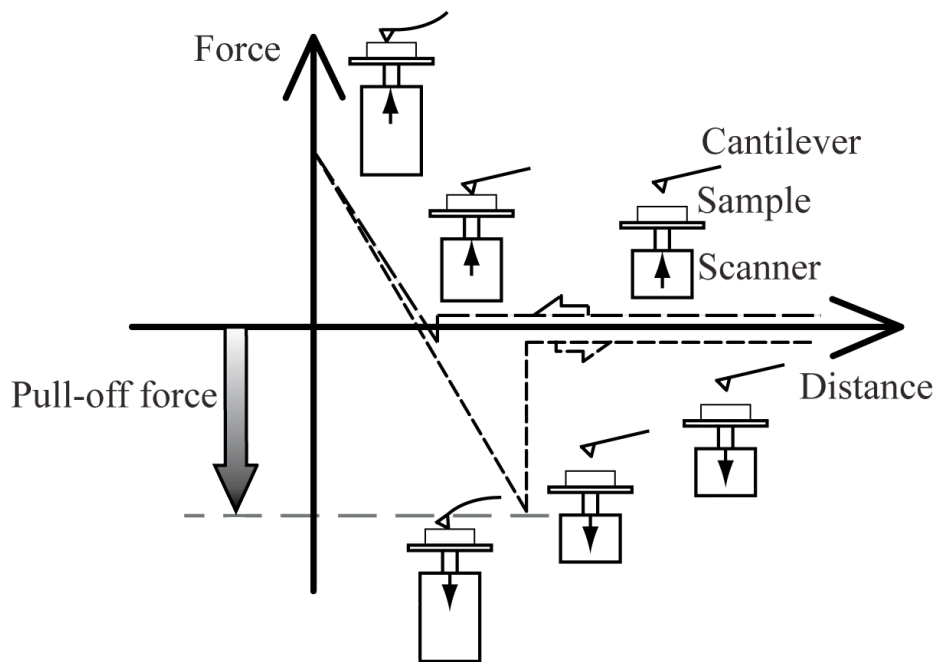 Force
Cantilever
Sample
Scanner
Pull-off force
Distance